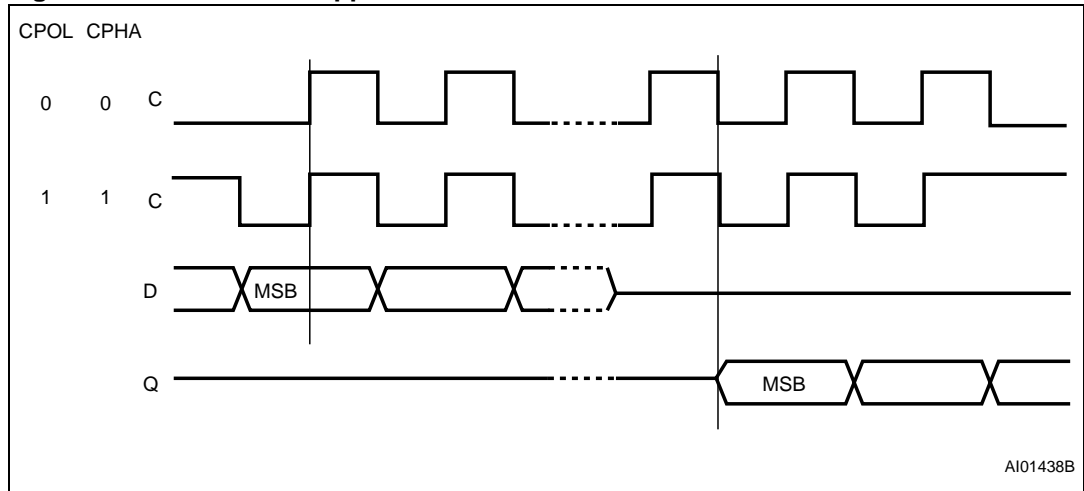 CPOL CPHA
0 0 C
1 1 C
D MSB
Q MSB
AI01438B